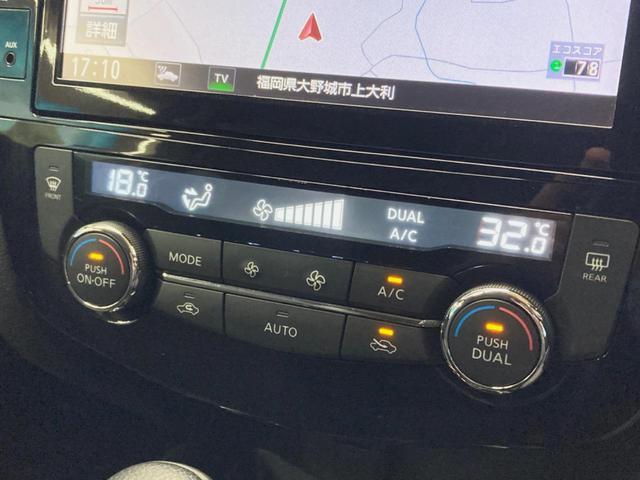 50m
詳細
AUX
17:10
TV
福岡県大野城市上大利
エコスコア
78
18.0℃
DUAL
A/C
32.0℃
FRONT
PUSH
ON-OFF
MODE
A/C
AUTO
PUSH
DUAL
REAR